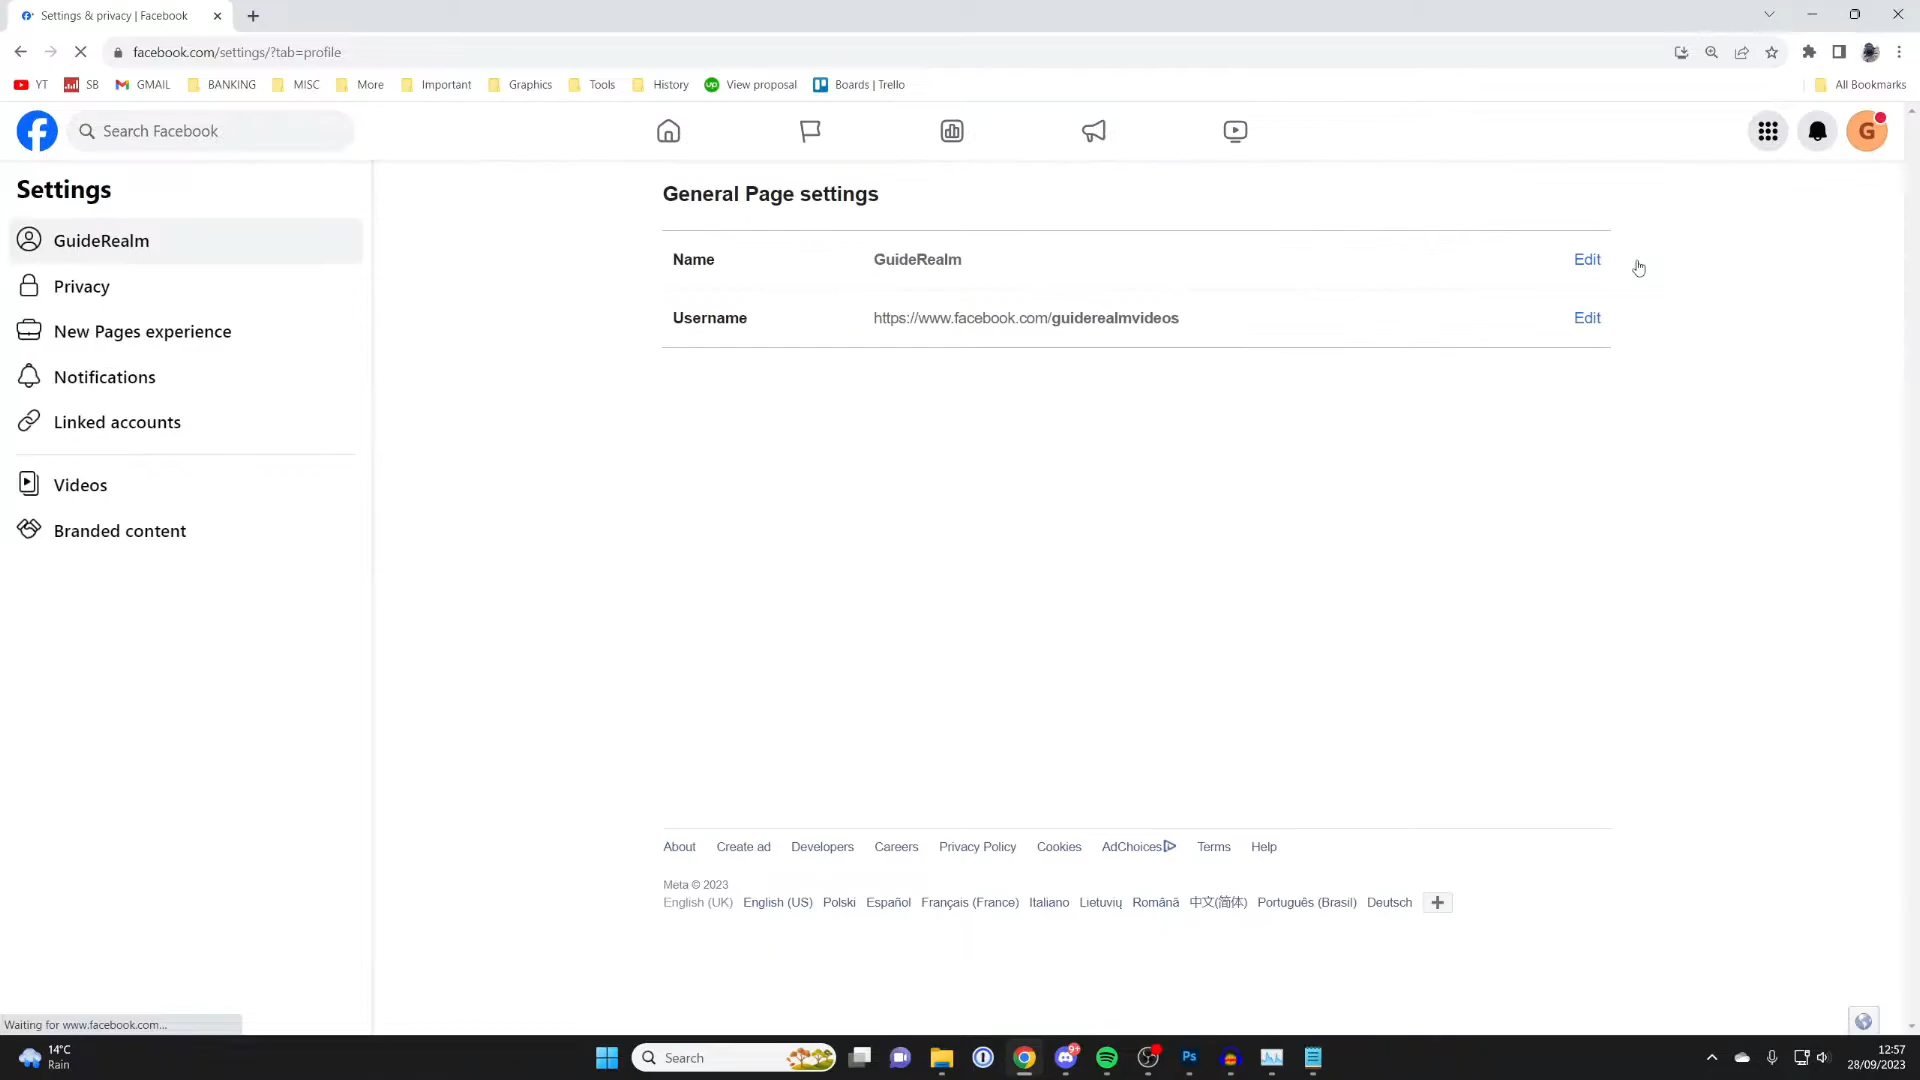 Settings & privacy | Facebook
facebook.com/settings/?tab=profile
YT SB GMAIL BANKING MISC More Important Graphics Tools History View proposal Boards | Trello All Bookmarks
Search Facebook
G
Settings
GuideRealm
Privacy
New Pages experience
Notifications
Linked accounts
Videos
Branded content
General Page settings
Name GuideRealm Edit
Username https://www.facebook.com/guiderealmvideos Edit
About Create ad Developers Careers Privacy Policy Cookies AdChoices Terms Help
Meta © 2023
English (UK) English (US) Polski Español Français (France) Italiano Lietuvių Română 中文(简体) Português (Brasil) Deutsch
Waiting for www.facebook.com...
14°C
Rain
Search
9+
Ps
12:57
28/09/2023